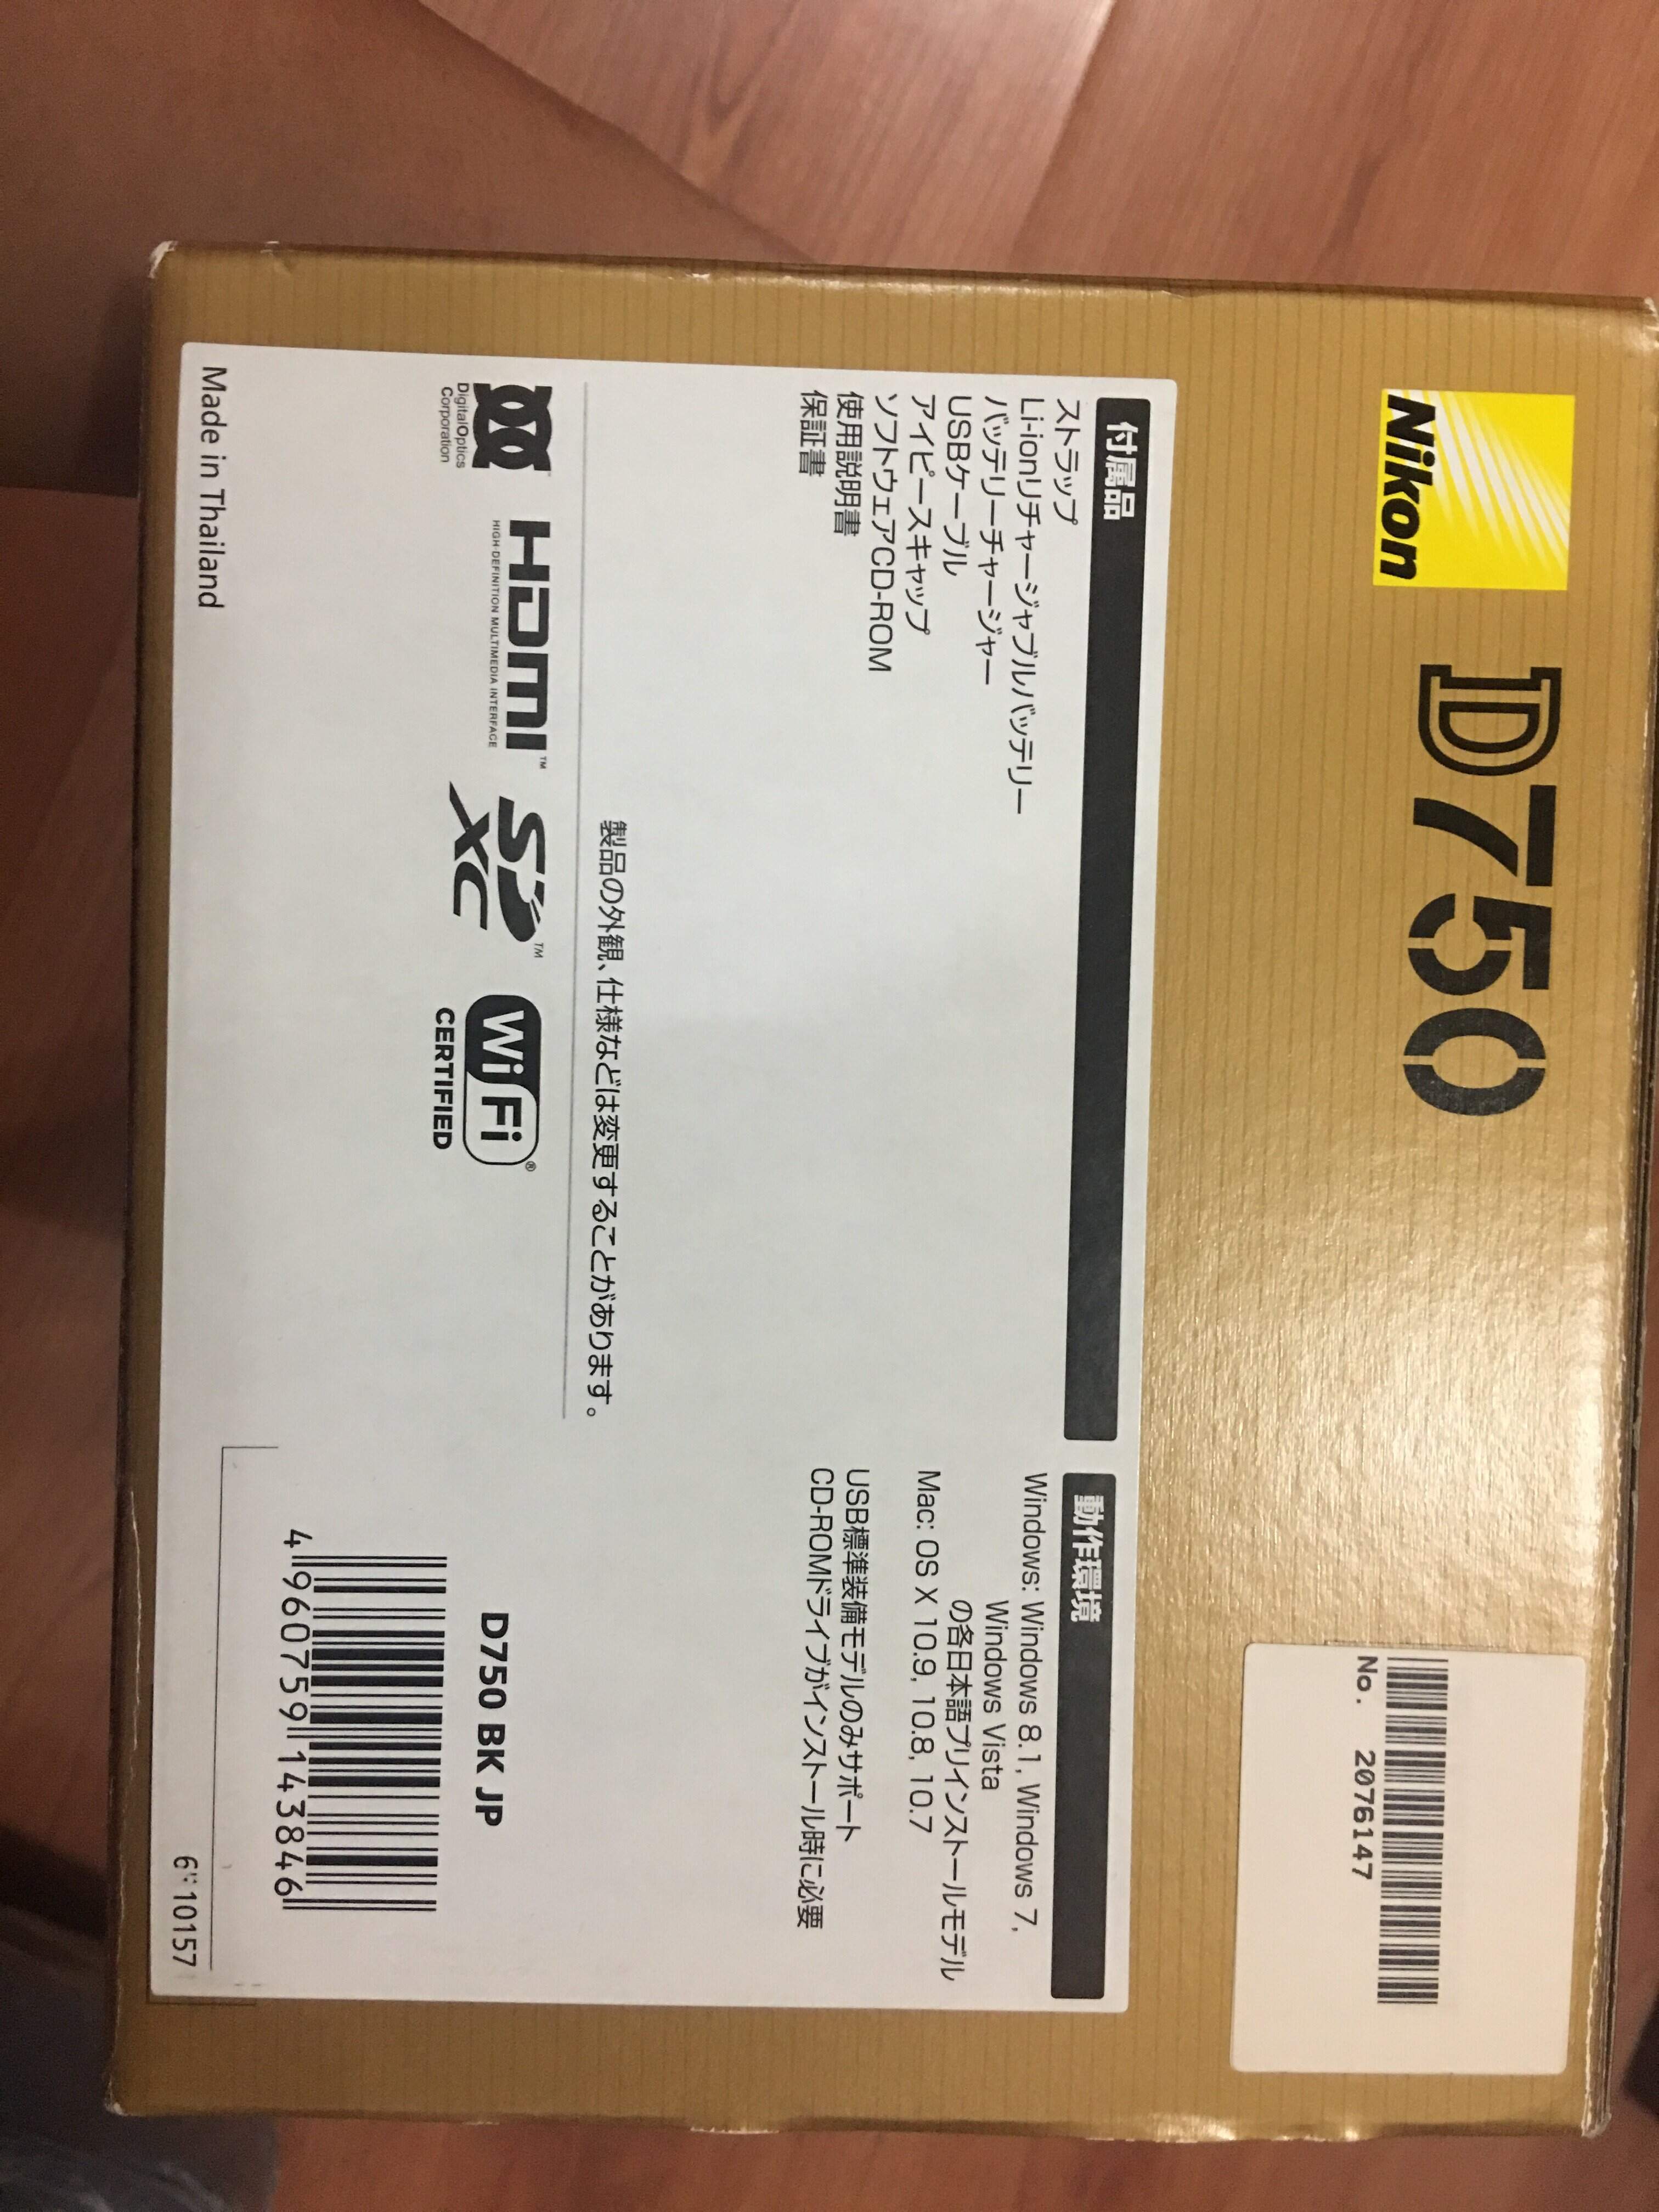 Nikon
D750
No. 2076147
付属品
ストラップ
Li-ionリチャージャブルバッテリー
バッテリーチャージャー
USBケーブル
アイピースキャップ
ソフトウェアCD-ROM
使用説明書
保証書
動作環境
Windows: Windows 8.1, Windows 7,
Windows Vista
の各日本語プリインストールモデル
Mac: OS X 10.9, 10.8, 10.7
USB標準装備モデルのみサポート
CD-ROMドライブがインストール時に必要
製品の外観、仕様などは変更することがあります。
DigitalOptics
Corporation
HDMI™
HIGH-DEFINITION MULTIMEDIA INTERFACE
SD™
XC
Wi Fi®
CERTIFIED
D750 BK JP
4 960759 143846
Made in Thailand
10157